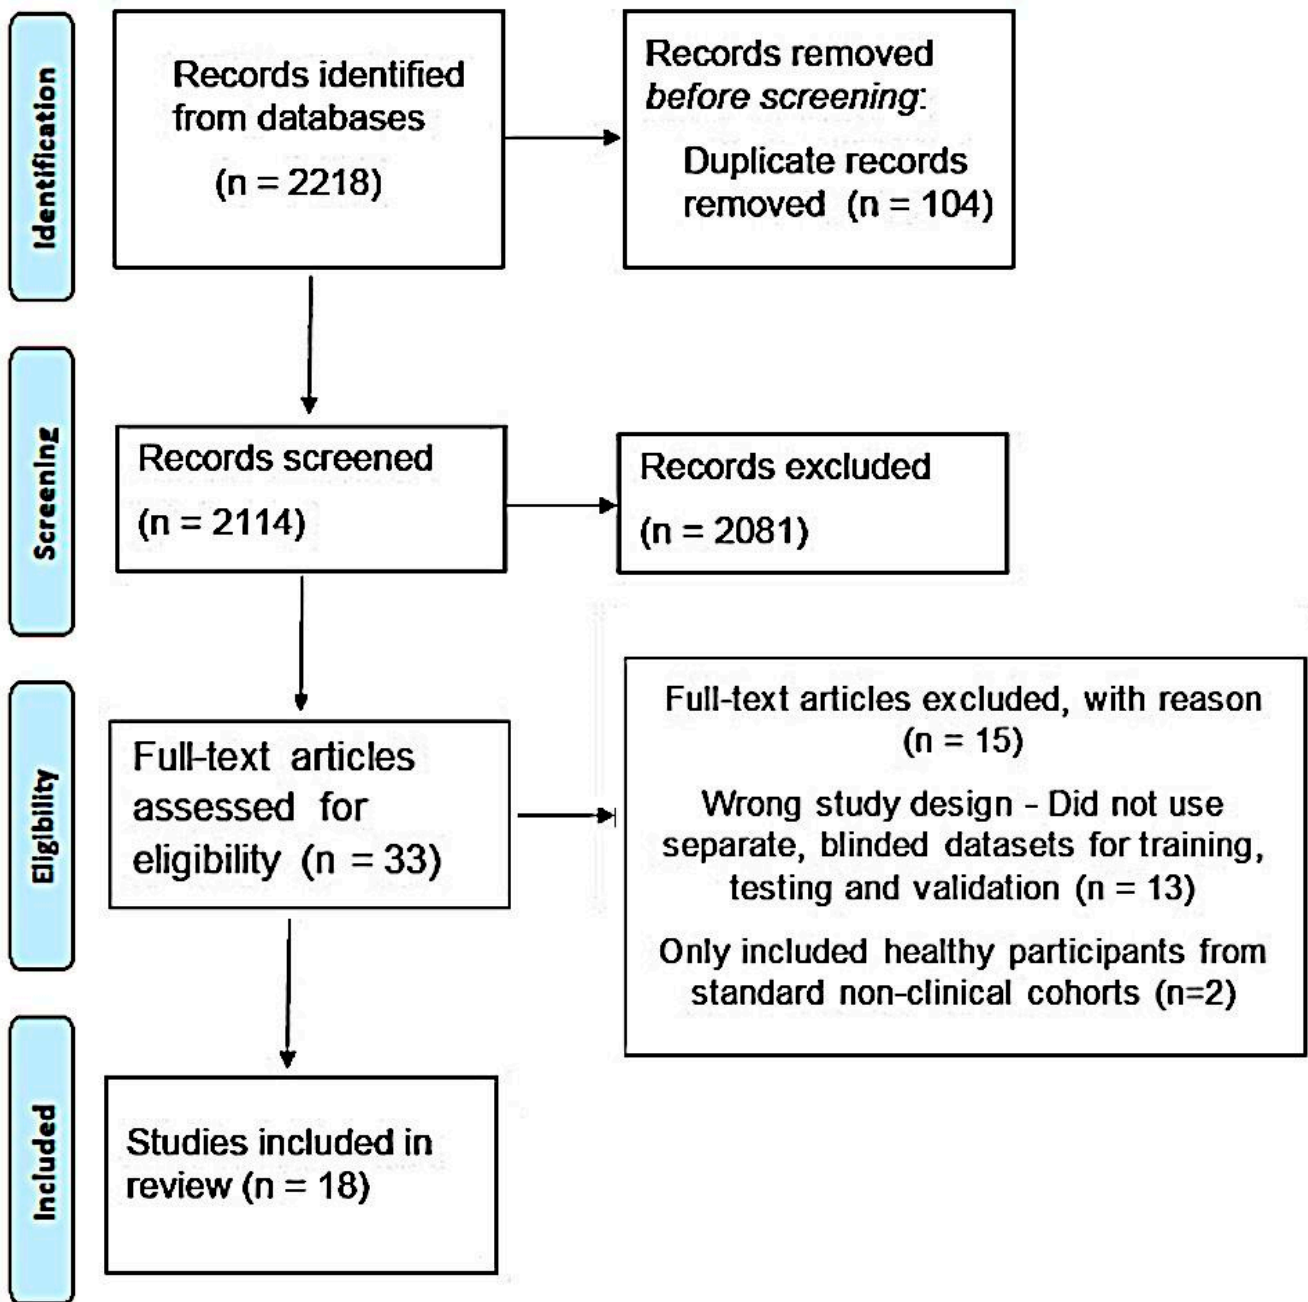 Identification
Records identified
from databases
(n = 2218)
Records removed
before screening:
Duplicate records
removed (n = 104)
Screening
Records screened
(n = 2114)
Records excluded
(n = 2081)
Eligibility
Full-text articles
assessed for
eligibility (n = 33)
Full-text articles excluded, with reason
(n = 15)
Wrong study design - Did not use
separate, blinded datasets for training,
testing and validation (n = 13)
Only included healthy participants from
standard non-clinical cohorts (n=2)
Included
Studies included in
review (n = 18)